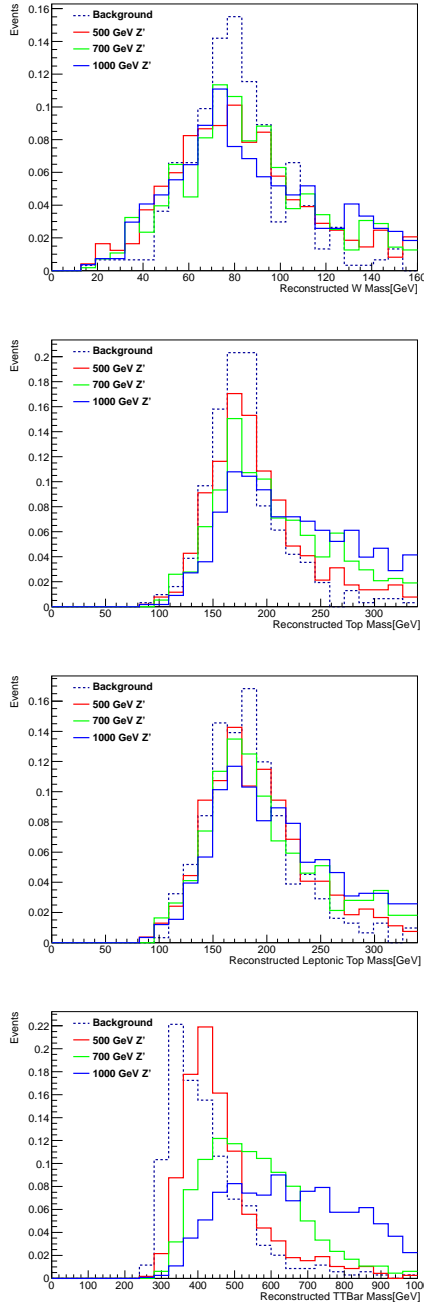 Events
0.16
0.14
0.12
0.1
0.08
0.06
0.04
0.02
0
Background
500 GeV Z'
700 GeV Z'
1000 GeV Z'
0 20 40 60 80 100 120 140 160
Reconstructed W Mass[GeV]
Events
0.2
0.18
0.16
0.14
0.12
0.1
0.08
0.06
0.04
0.02
0
Background
500 GeV Z'
700 GeV Z'
1000 GeV Z'
0 50 100 150 200 250 300
Reconstructed Top Mass[GeV]
Events
0.16
0.14
0.12
0.1
0.08
0.06
0.04
0.02
0
Background
500 GeV Z'
700 GeV Z'
1000 GeV Z'
0 50 100 150 200 250 300
Reconstructed Leptonic Top Mass[GeV]
Events
0.22
0.2
0.18
0.16
0.14
0.12
0.1
0.08
0.06
0.04
0.02
0.00
Background
500 GeV Z'
700 GeV Z'
1000 GeV Z'
0 100 200 300 400 500 600 700 800 900 1000
Reconstructed TTBar Mass[GeV]